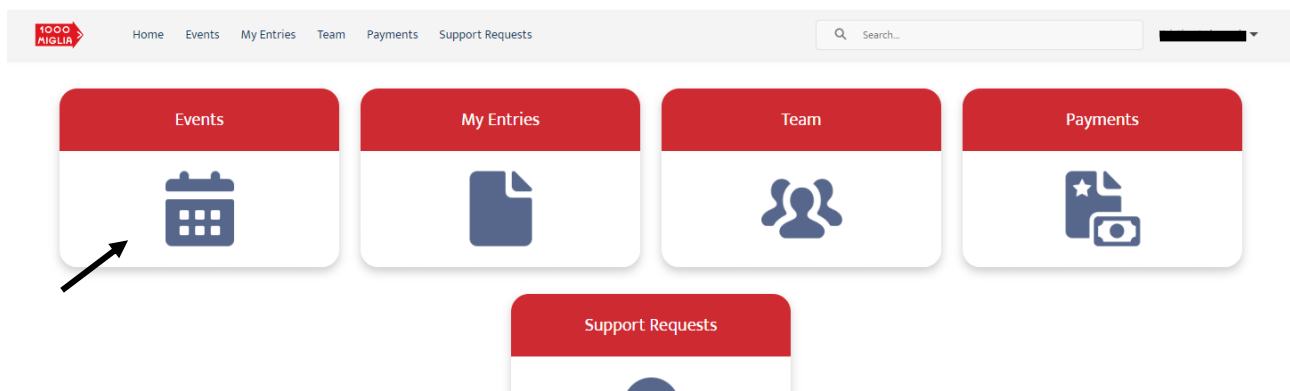 1000
MIGLIA
Home Events My Entries Team Payments Support Requests
Search...
Events
My Entries
Team
Payments
Support Requests